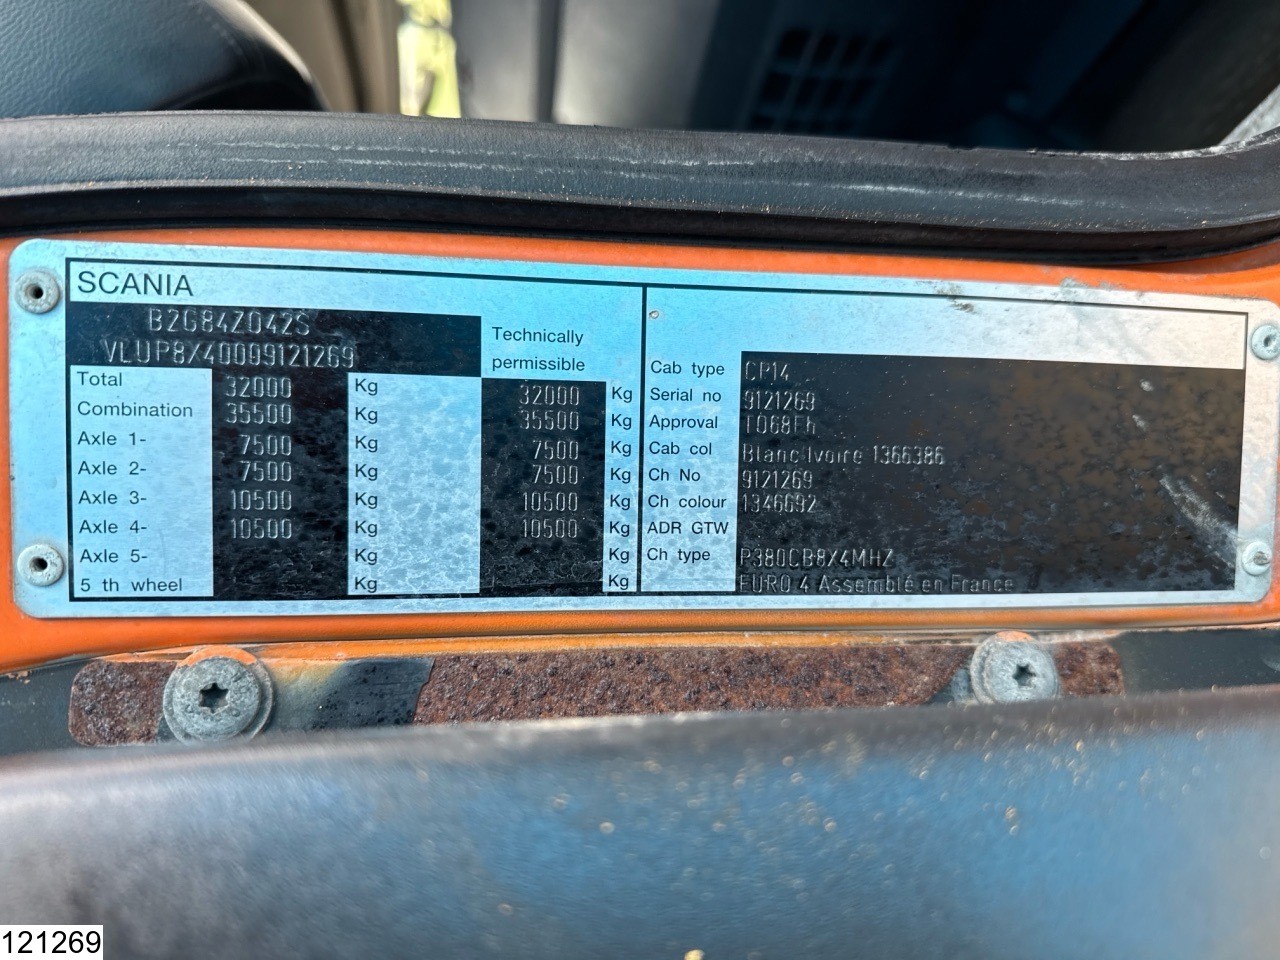 SCANIA
B2G84Z042S
VLUP8X40009121269
Technically
permissible
Total 32000 Kg 32000 Kg
Combination 35500 Kg 35500 Kg
Axle 1- 7500 Kg 7500 Kg
Axle 2- 7500 Kg 7500 Kg
Axle 3- 10500 Kg 10500 Kg
Axle 4- 10500 Kg 10500 Kg
Axle 5- Kg Kg
5 th wheel Kg Kg
Cab type CP14
Serial no 9121269
Approval
Cab col Blanc Ivoire 1366386
Ch No 9121269
Ch colour 1346692
ADR GTW
Ch type P380CB8X4MHZ
EURO 4 Assemblé en France
121269